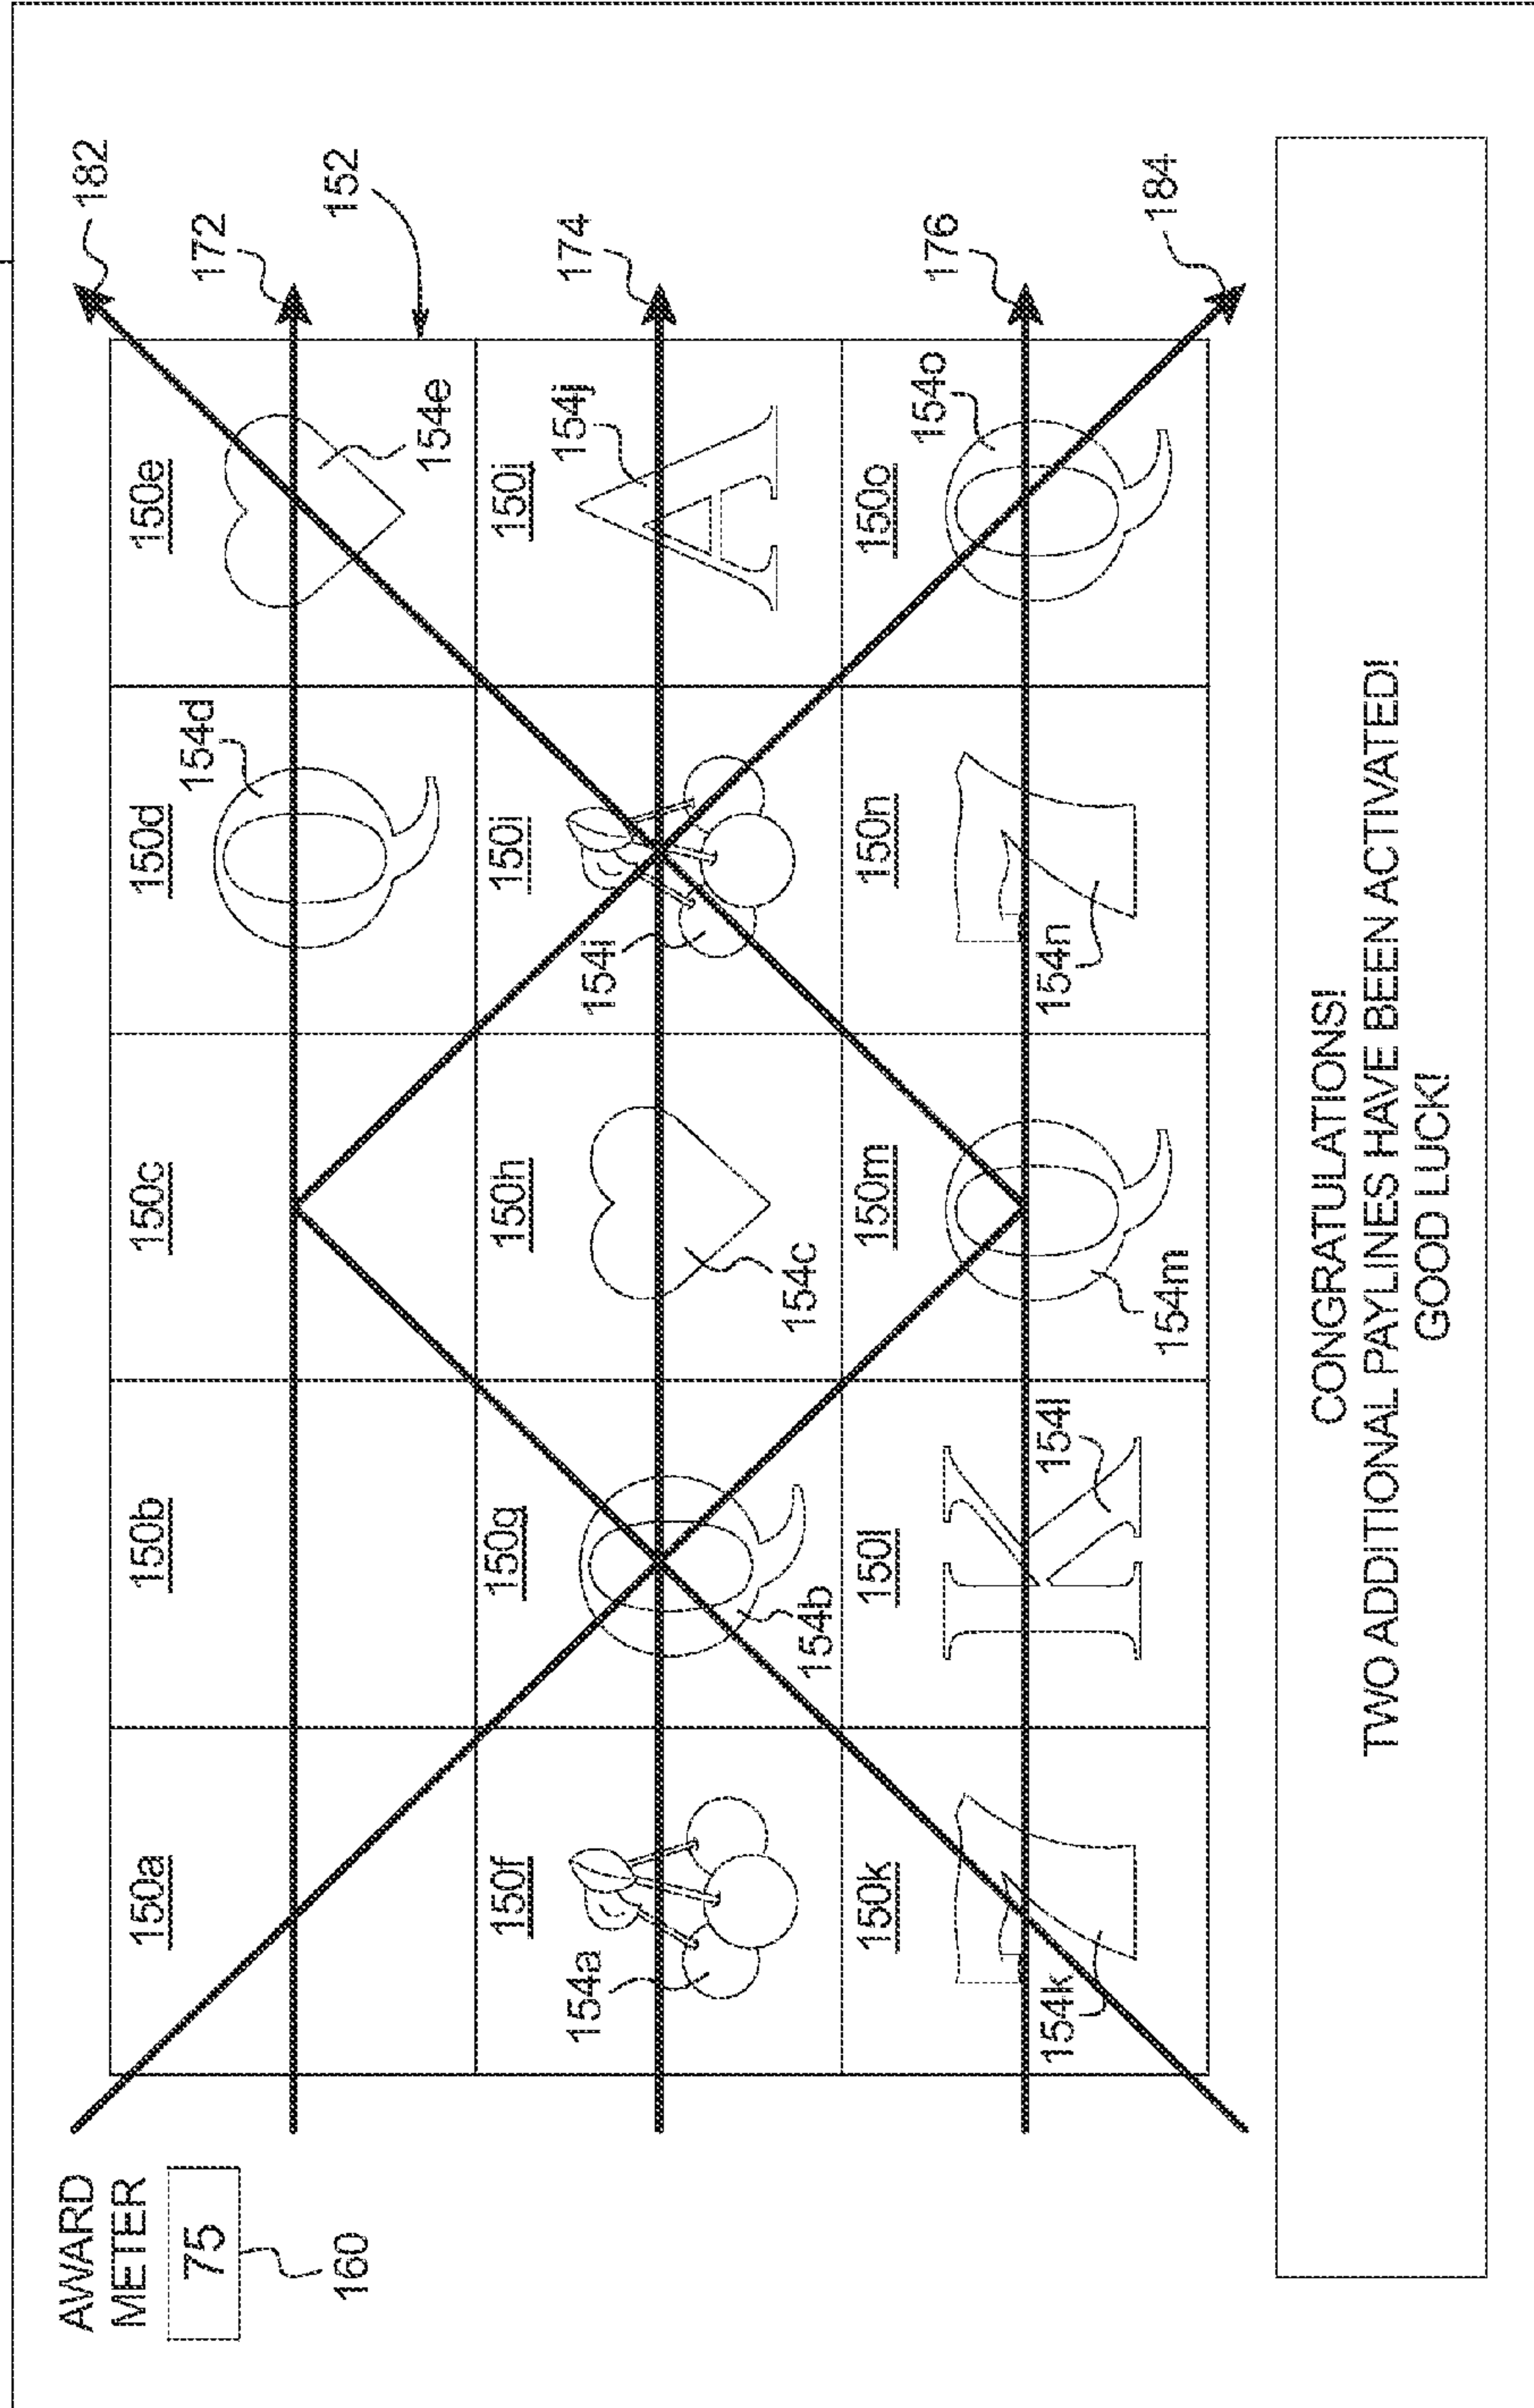 AWARD
METER
75
160
182
172
152
174
176
184
150a
150b
150c
150d
154d
150e
154e
150f
154a
150g
154b
150h
154c
150i
154i
150j
154j
150k
154k
150l
K
154l
150m
154m
150n
7
154n
150o
154o
A
7
CONGRATULATIONS!
TWO ADDITIONAL PAYLINES HAVE BEEN ACTIVATED!
GOOD LUCK!